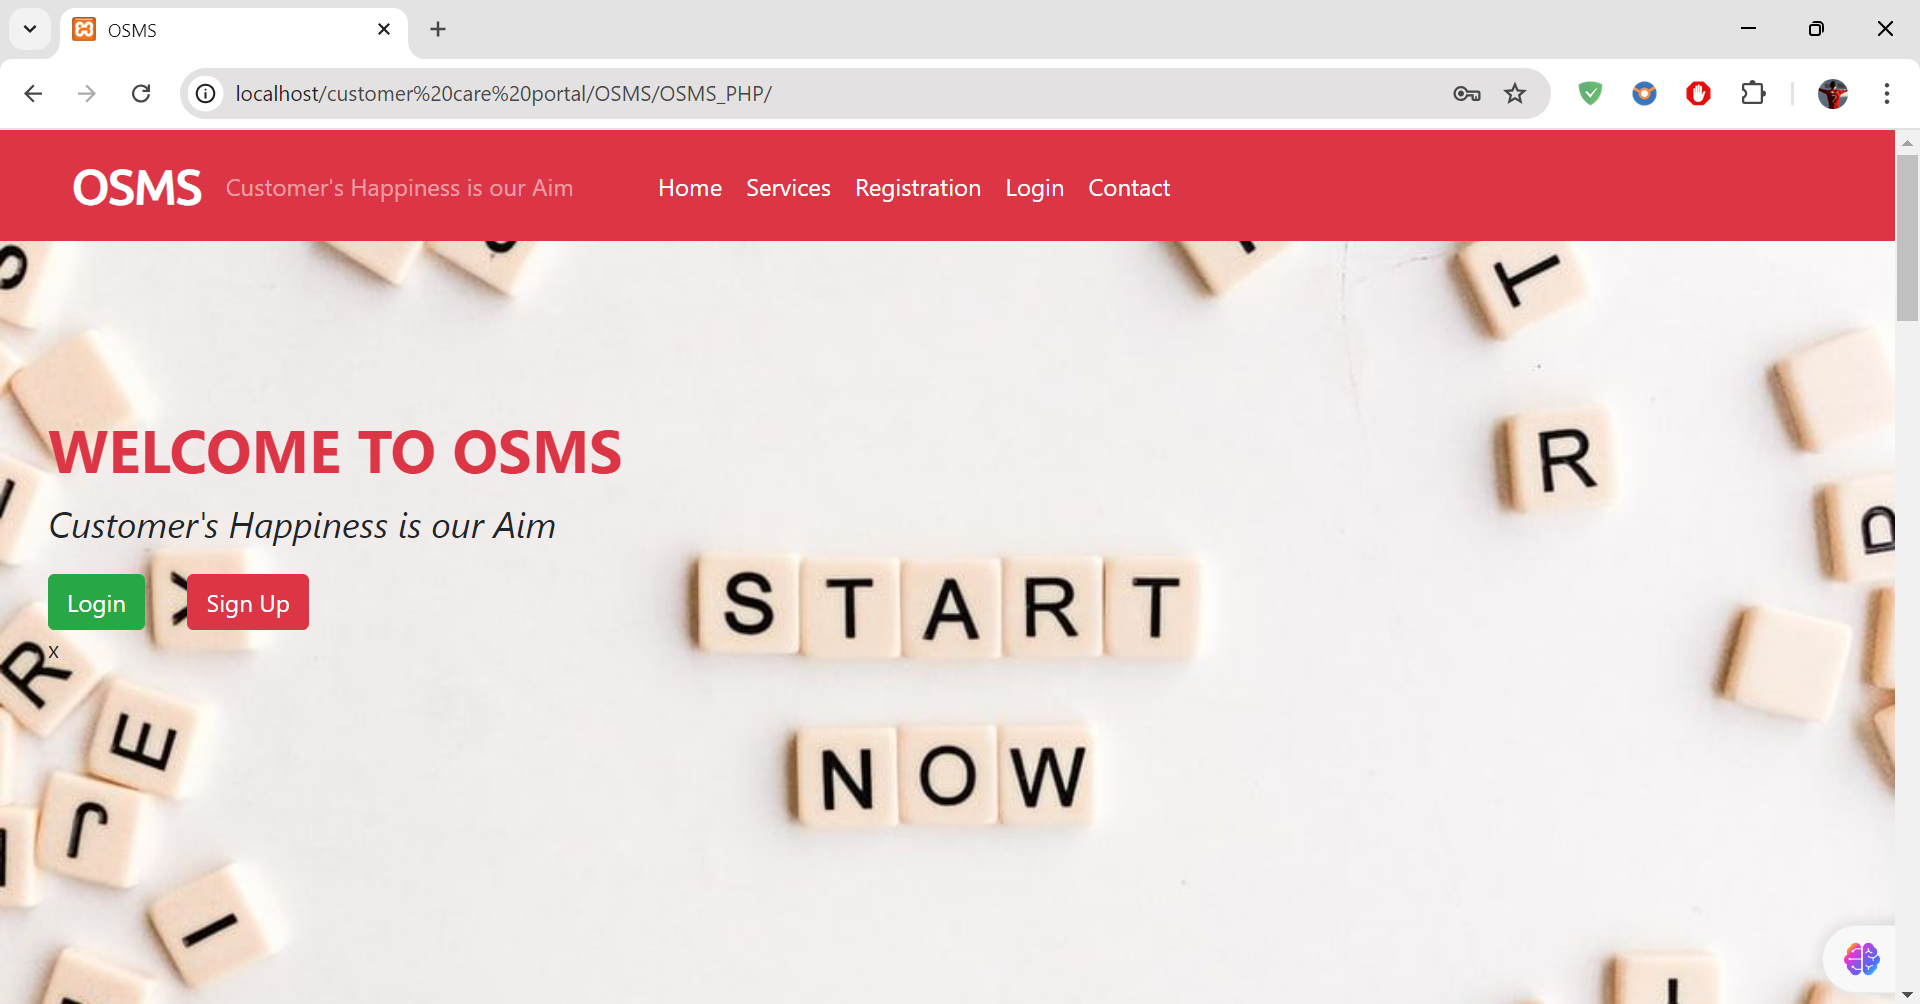 OSMS
localhost/customer%20care%20portal/OSMS/OSMS_PHP/
OSMS Customer's Happiness is our Aim Home Services Registration Login Contact
T
R
WELCOME TO OSMS
Customer's Happiness is our Aim
Login Sign Up
x
START
NOW
R
E
J
I